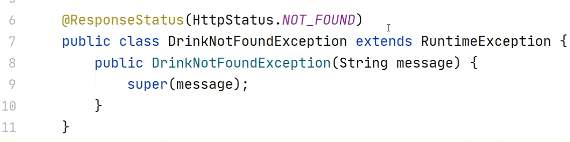 6 @ResponseStatus(HttpStatus.NOT_FOUND)
7 public class DrinkNotFoundException extends RuntimeException {
8 public DrinkNotFoundException(String message) {
9 super(message);
10 }
11 }